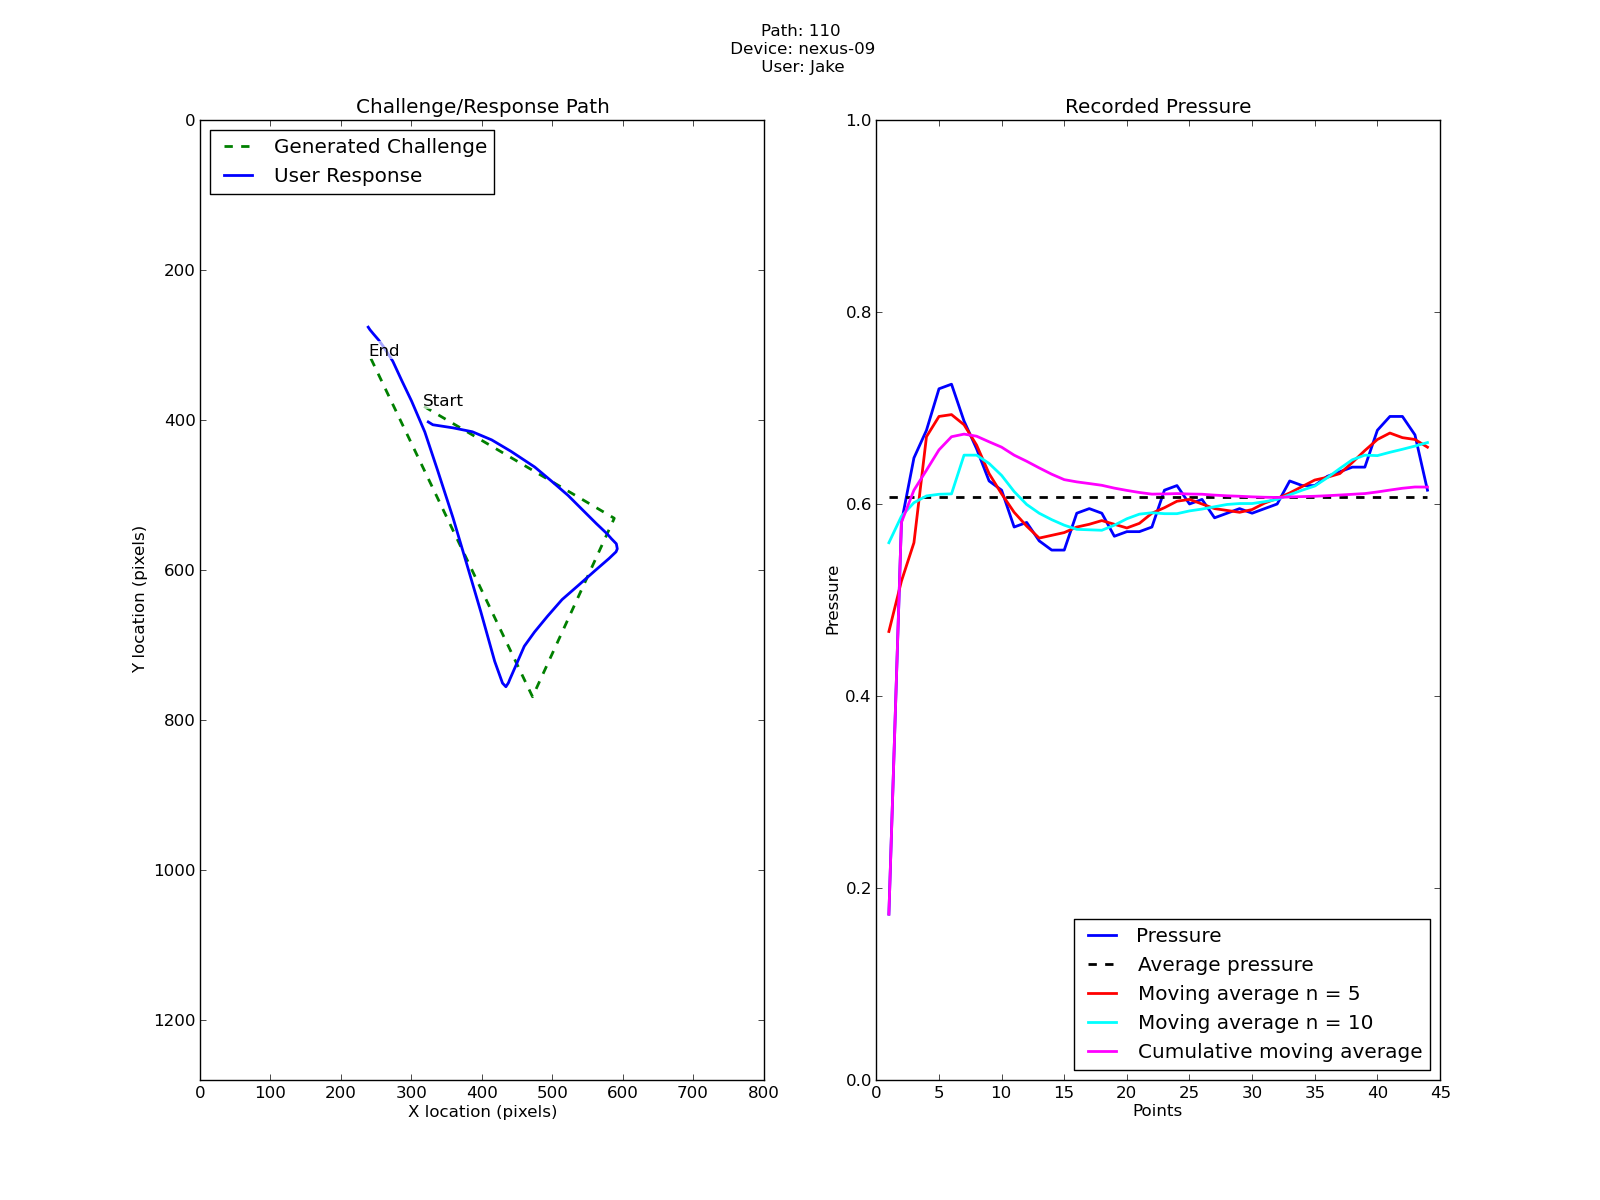 Path: 110
Device: nexus-09
User: Jake
Challenge/Response Path
Generated Challenge
User Response
0
200
400
600
800
1000
1200
Y location (pixels)
End
Start
0 100 200 300 400 500 600 700 800
X location (pixels)
Recorded Pressure
1.0
0.8
0.6
0.4
0.2
0.0
Pressure
Pressure
Average pressure
Moving average n = 5
Moving average n = 10
Cumulative moving average
0 5 10 15 20 25 30 35 40 45
Points